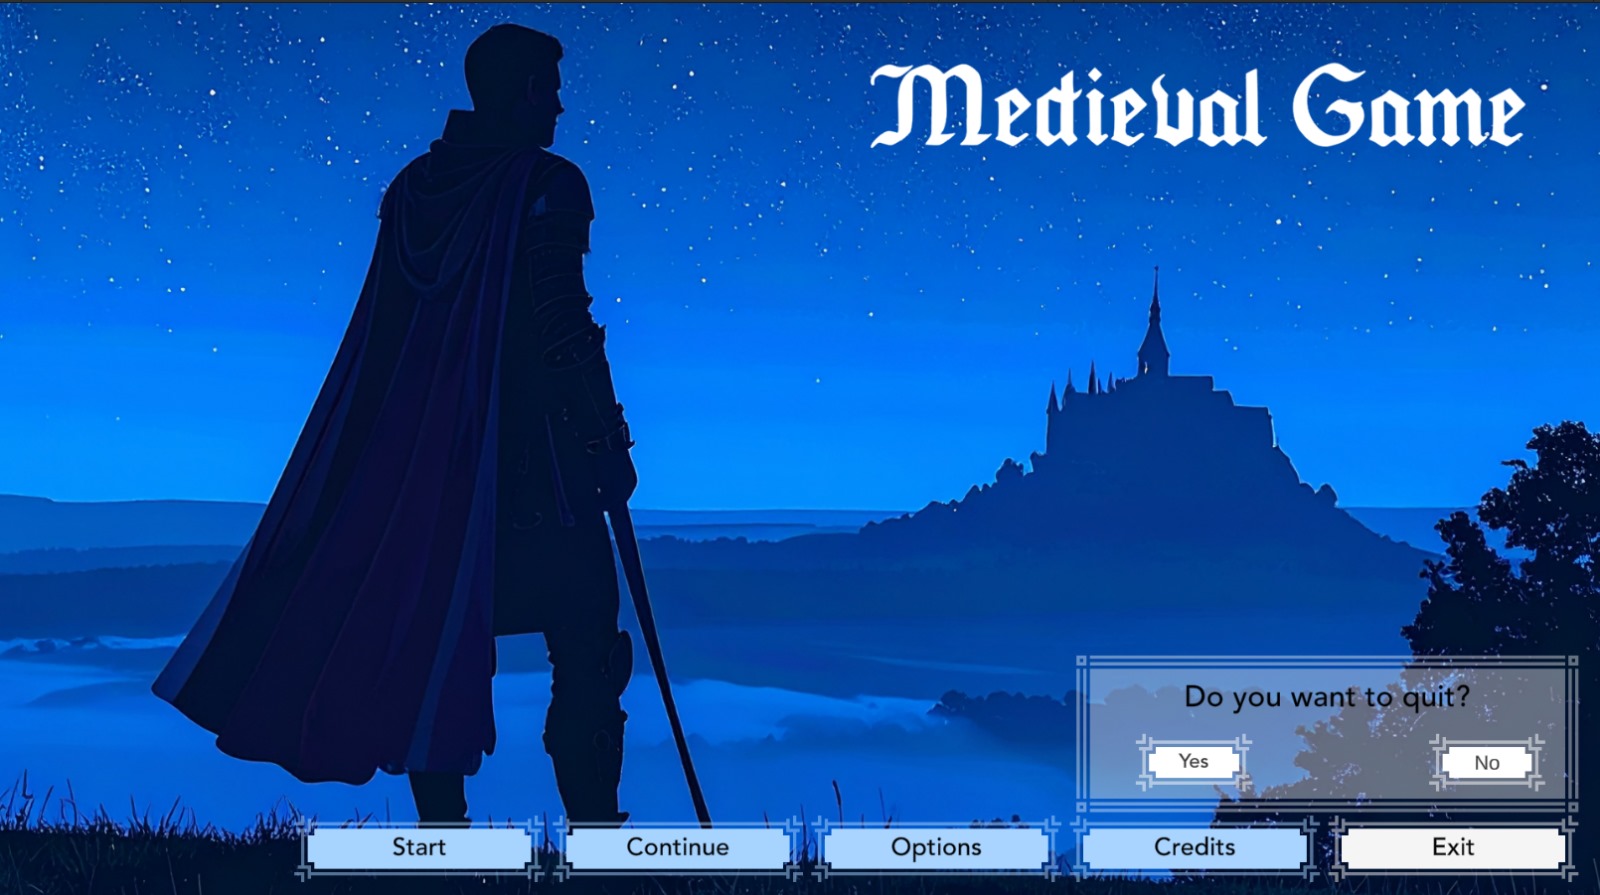 Medieval Game
Do you want to quit?
Yes
No
Start
Continue
Options
Credits
Exit